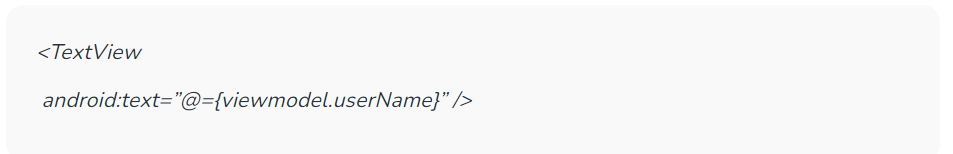 <TextView
android:text=”@={viewmodel.userName}” />